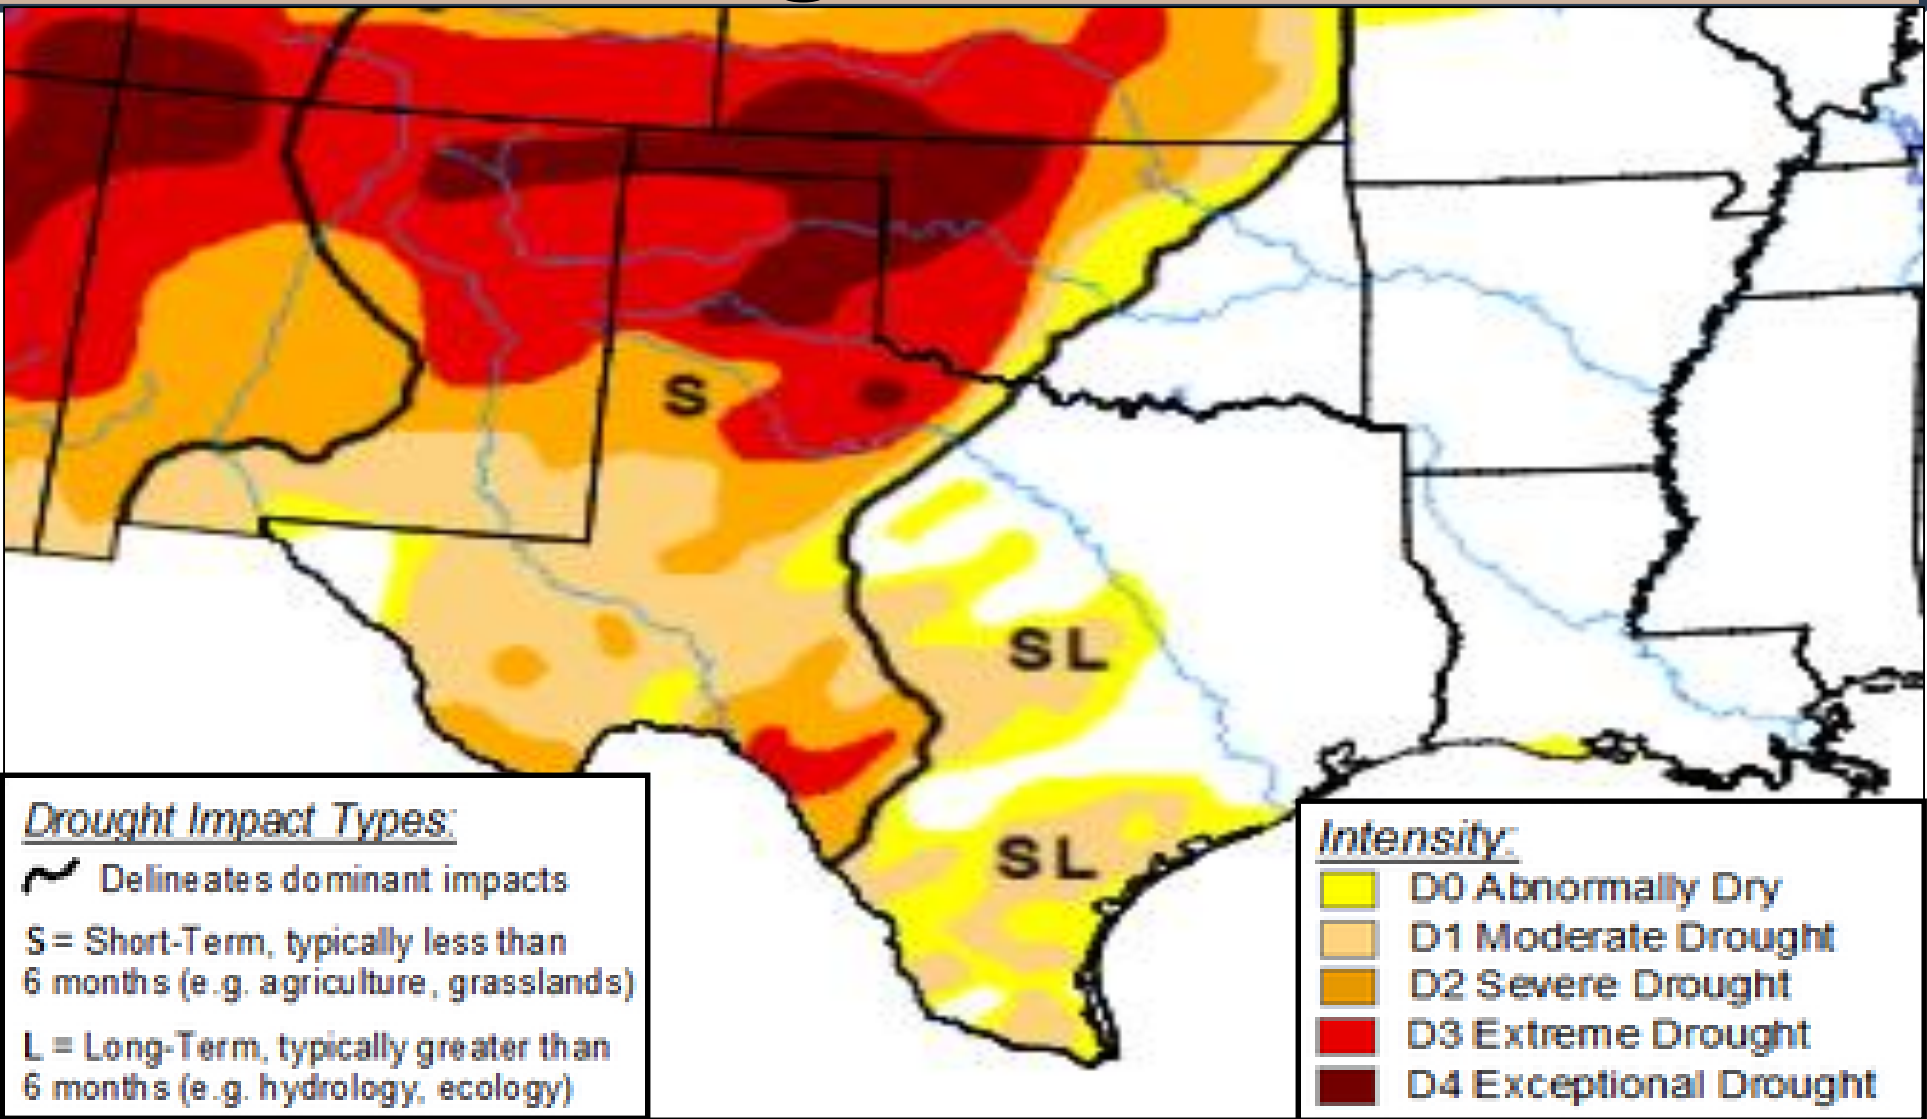 S
SL
SL
Drought Impact Types:
Delineates dominant impacts
S = Short-Term, typically less than
6 months (e.g. agriculture, grasslands)
L = Long-Term, typically greater than
6 months (e.g. hydrology, ecology)
Intensity:
D0 Abnormally Dry
D1 Moderate Drought
D2 Severe Drought
D3 Extreme Drought
D4 Exceptional Drought